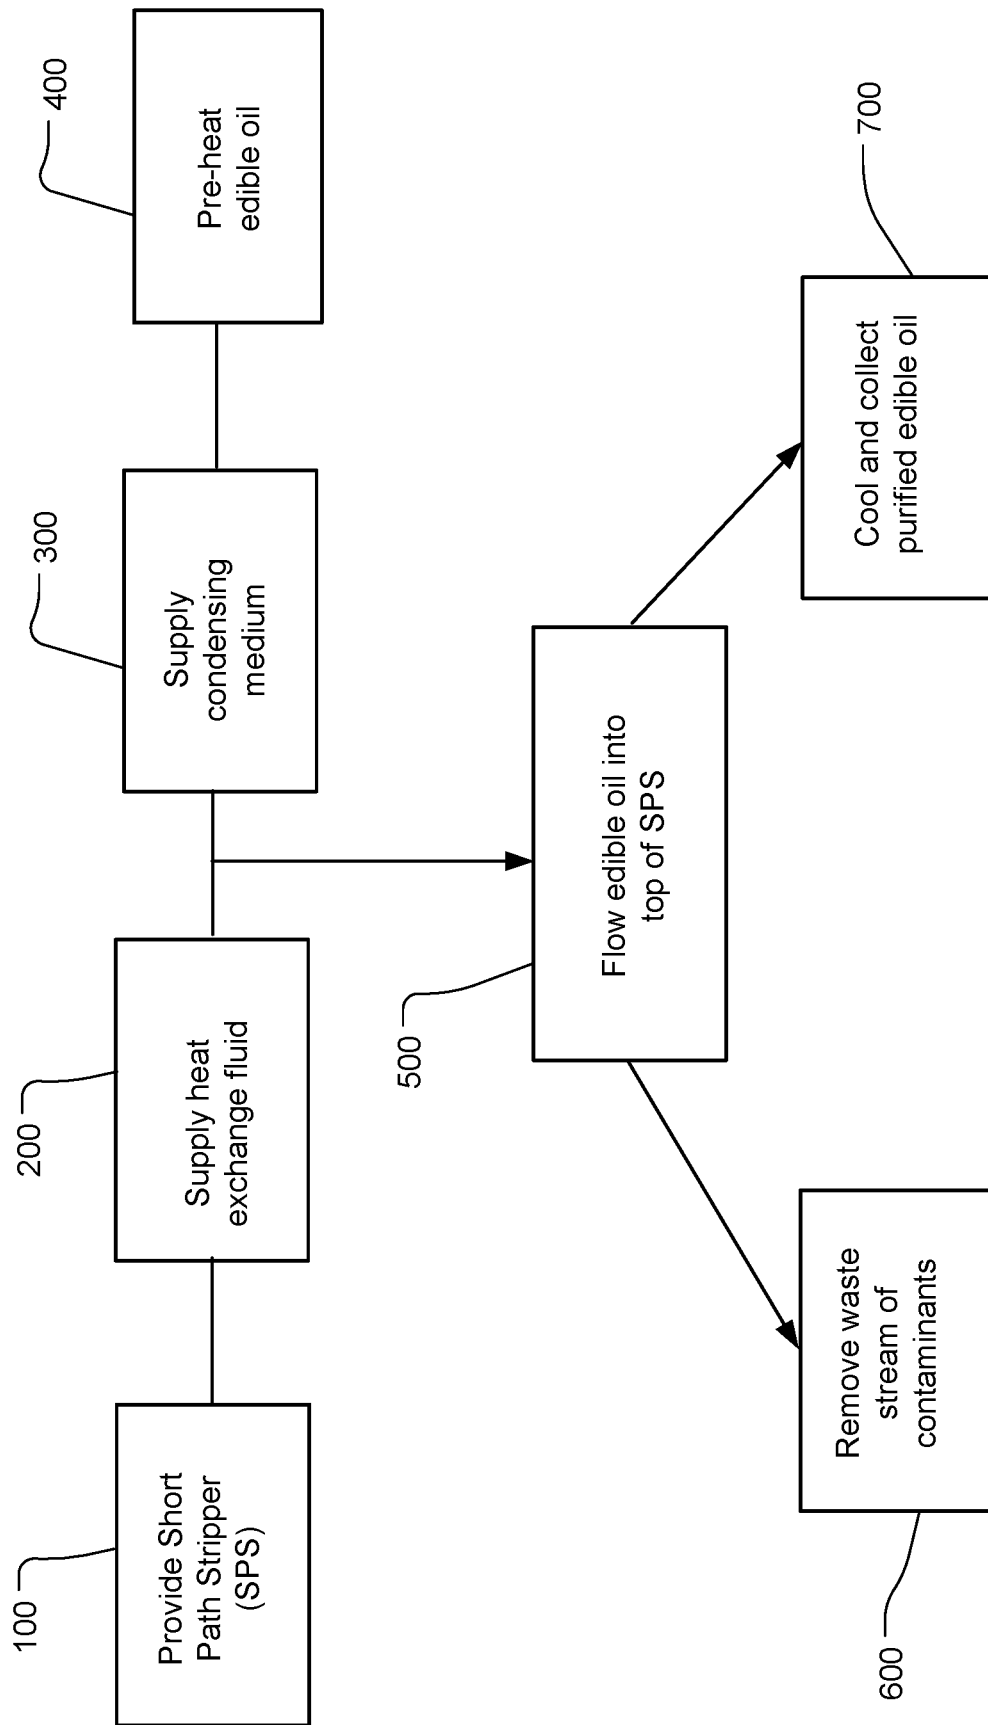 100
Provide Short
Path Stripper
(SPS)
200
Supply heat
exchange fluid
300
Supply
condensing
medium
400
Pre-heat
edible oil
500
Flow edible oil into
top of SPS
600
Remove waste
stream of
contaminants
700
Cool and collect
purified edible oil